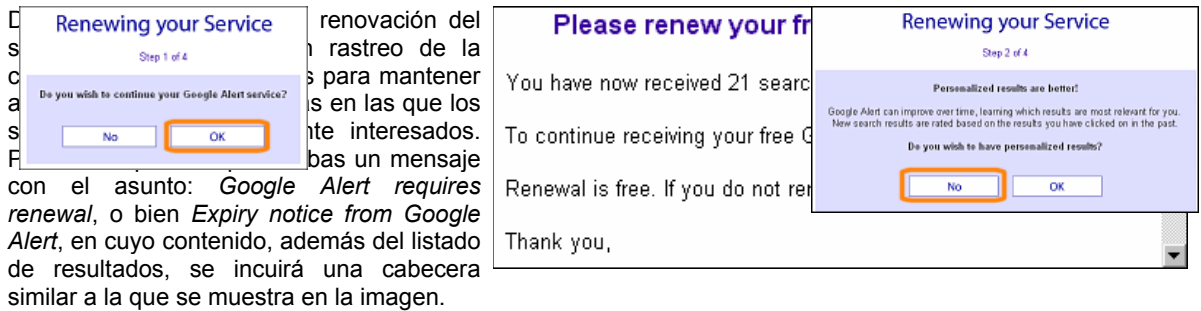 renovación del
rastreo de la
para mantener
en las que los
interesados.
un mensaje
con el asunto: Google Alert requires
renewal, o bien Expiry notice from Google
Alert, en cuyo contenido, además del listado
de resultados, se incuirá una cabecera
similar a la que se muestra en la imagen.
Renewing your Service
Step 1 of 4
Do you wish to continue your Google Alert service?
No OK
Please renew your
You have now received 21
To continue receiving your free
Renewal is free. If you do not
Thank you,
Renewing your Service
Step 2 of 4
Personalized results are better!
Google Alert can improve over time, learning which results are most relevant for you.
New search results are rated based on the results you have clicked on in the past.
Do you wish to have personalized results?
No OK